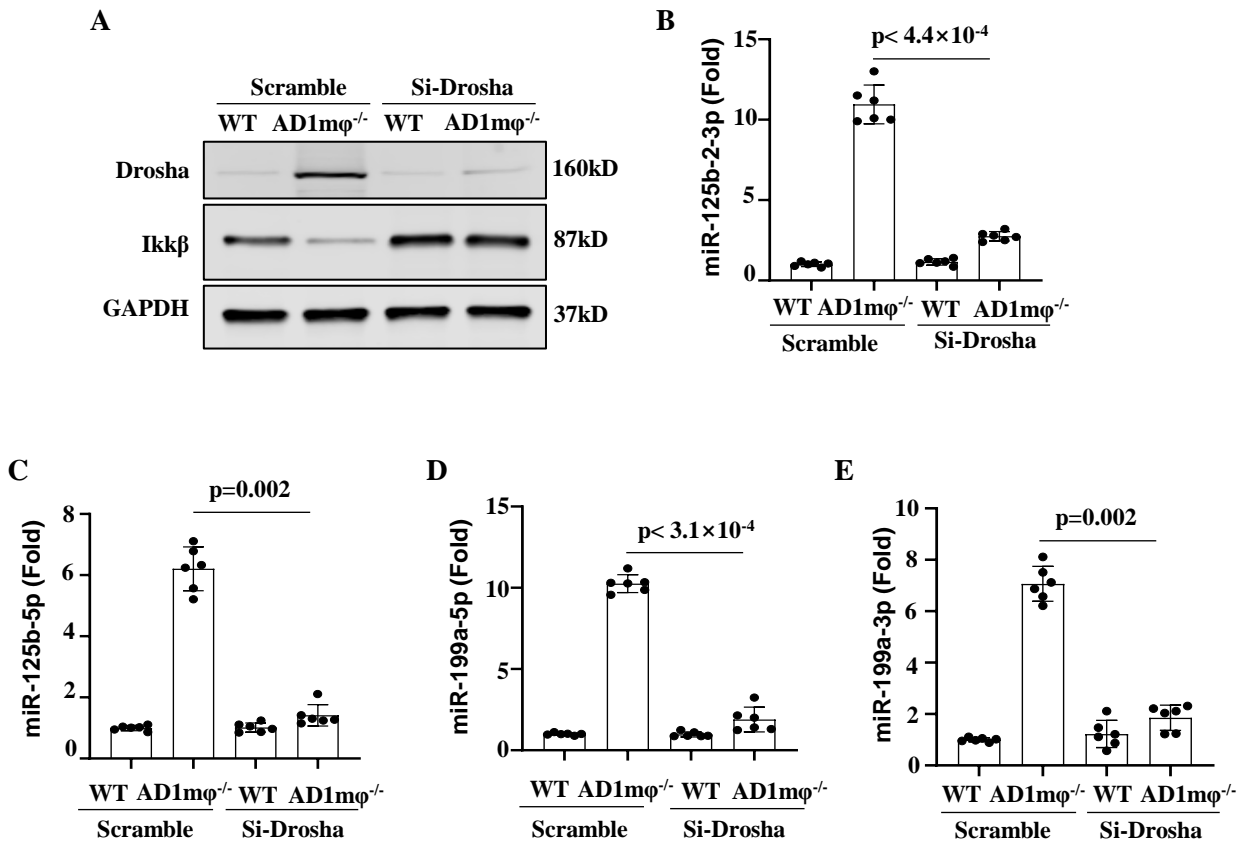 A
Scramble Si-Drosha
WT AD1mφ-/- WT AD1mφ-/-
Drosha 160kD
Ikkβ 87kD
GAPDH 37kD
B
p< 4.4×10-4
miR-125b-2-3p (Fold)
15
10
5
0
WT AD1mφ-/- WT AD1mφ-/-
Scramble Si-Drosha
C
p=0.002
miR-125b-5p (Fold)
8
6
4
2
0
WT AD1mφ-/- WT AD1mφ-/-
Scramble Si-Drosha
D
p< 3.1×10-4
miR-199a-5p (Fold)
15
10
5
0
WT AD1mφ-/- WT AD1mφ-/-
Scramble Si-Drosha
E
p=0.002
miR-199a-3p (Fold)
10
8
6
4
2
0
WT AD1mφ-/- WT AD1mφ-/-
Scramble Si-Drosha